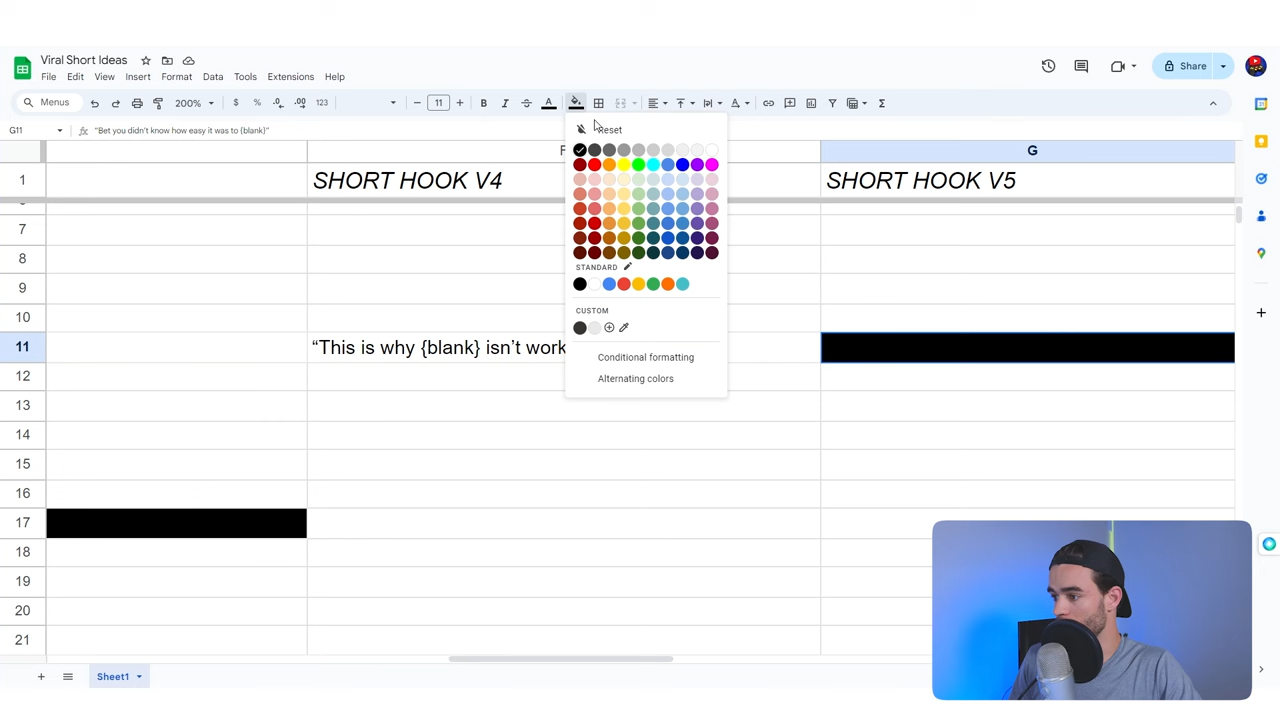 Viral Short Ideas
File Edit View Insert Format Data Tools Extensions Help
Share
Menus
200%
$ % .0 .00 123
11
B I A
Σ
G11
fx "Bet you didn't know how easy it was to {blank}"
Reset
G
1
SHORT HOOK V4
SHORT HOOK V5
7
8
9
10
11
“This is why {blank} isn’t work
12
13
14
15
16
17
18
19
20
21
STANDARD
CUSTOM
Conditional formatting
Alternating colors
Sheet1